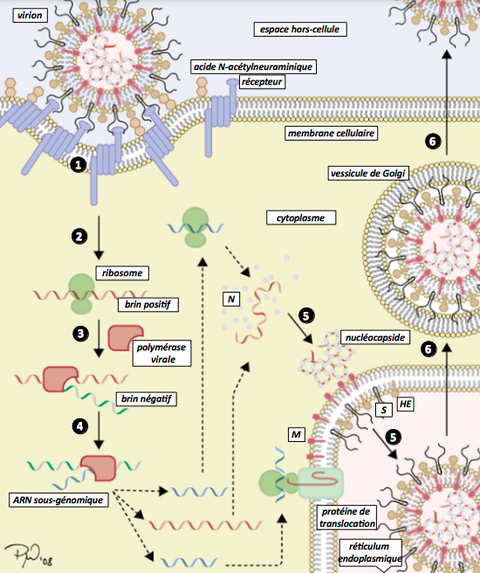 virion
espace hors-cellule
acide N-acétylneuraminique
récepteur
membrane cellulaire
1
6
vessicule de Golgi
cytoplasme
2
ribosome
brin positif
N
5
3
polymérase
virale
nucléocapside
6
brin négatif
S
HE
4
M
5
ARN sous-génomique
protéine de
translocation
réticulum
endoplasmique
'08